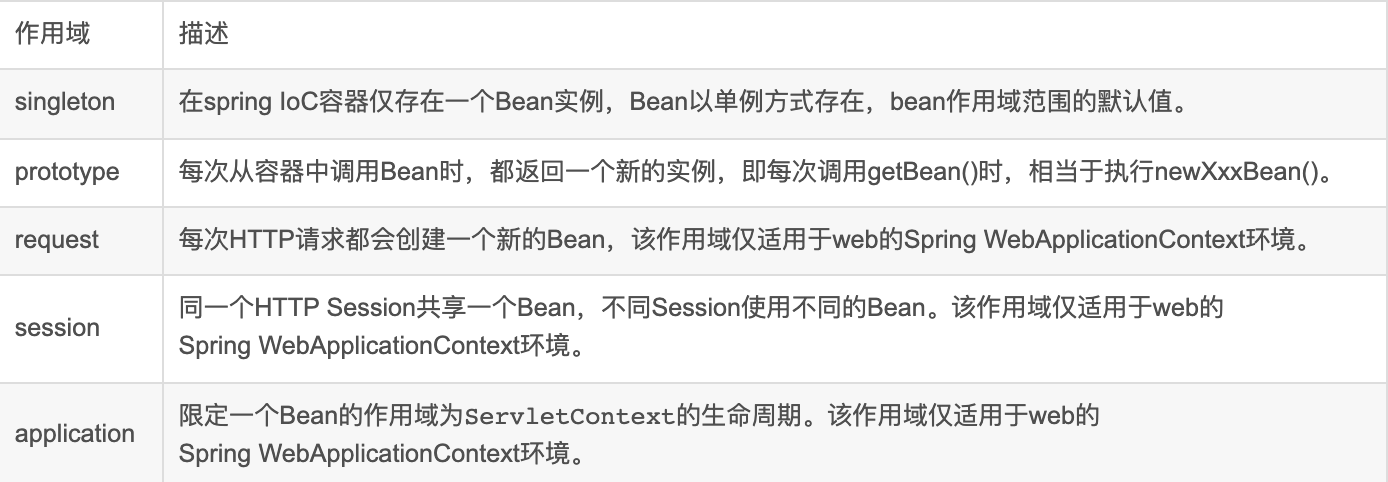 作用域 描述
singleton 在spring IoC容器仅存在一个Bean实例，Bean以单例方式存在，bean作用域范围的默认值。
prototype 每次从容器中调用Bean时，都返回一个新的实例，即每次调用getBean()时，相当于执行newXxxBean()。
request 每次HTTP请求都会创建一个新的Bean，该作用域仅适用于web的Spring WebApplicationContext环境。
session 同一个HTTP Session共享一个Bean，不同Session使用不同的Bean。该作用域仅适用于web的
Spring WebApplicationContext环境。
application 限定一个Bean的作用域为ServletContext的生命周期。该作用域仅适用于web的
Spring WebApplicationContext环境。